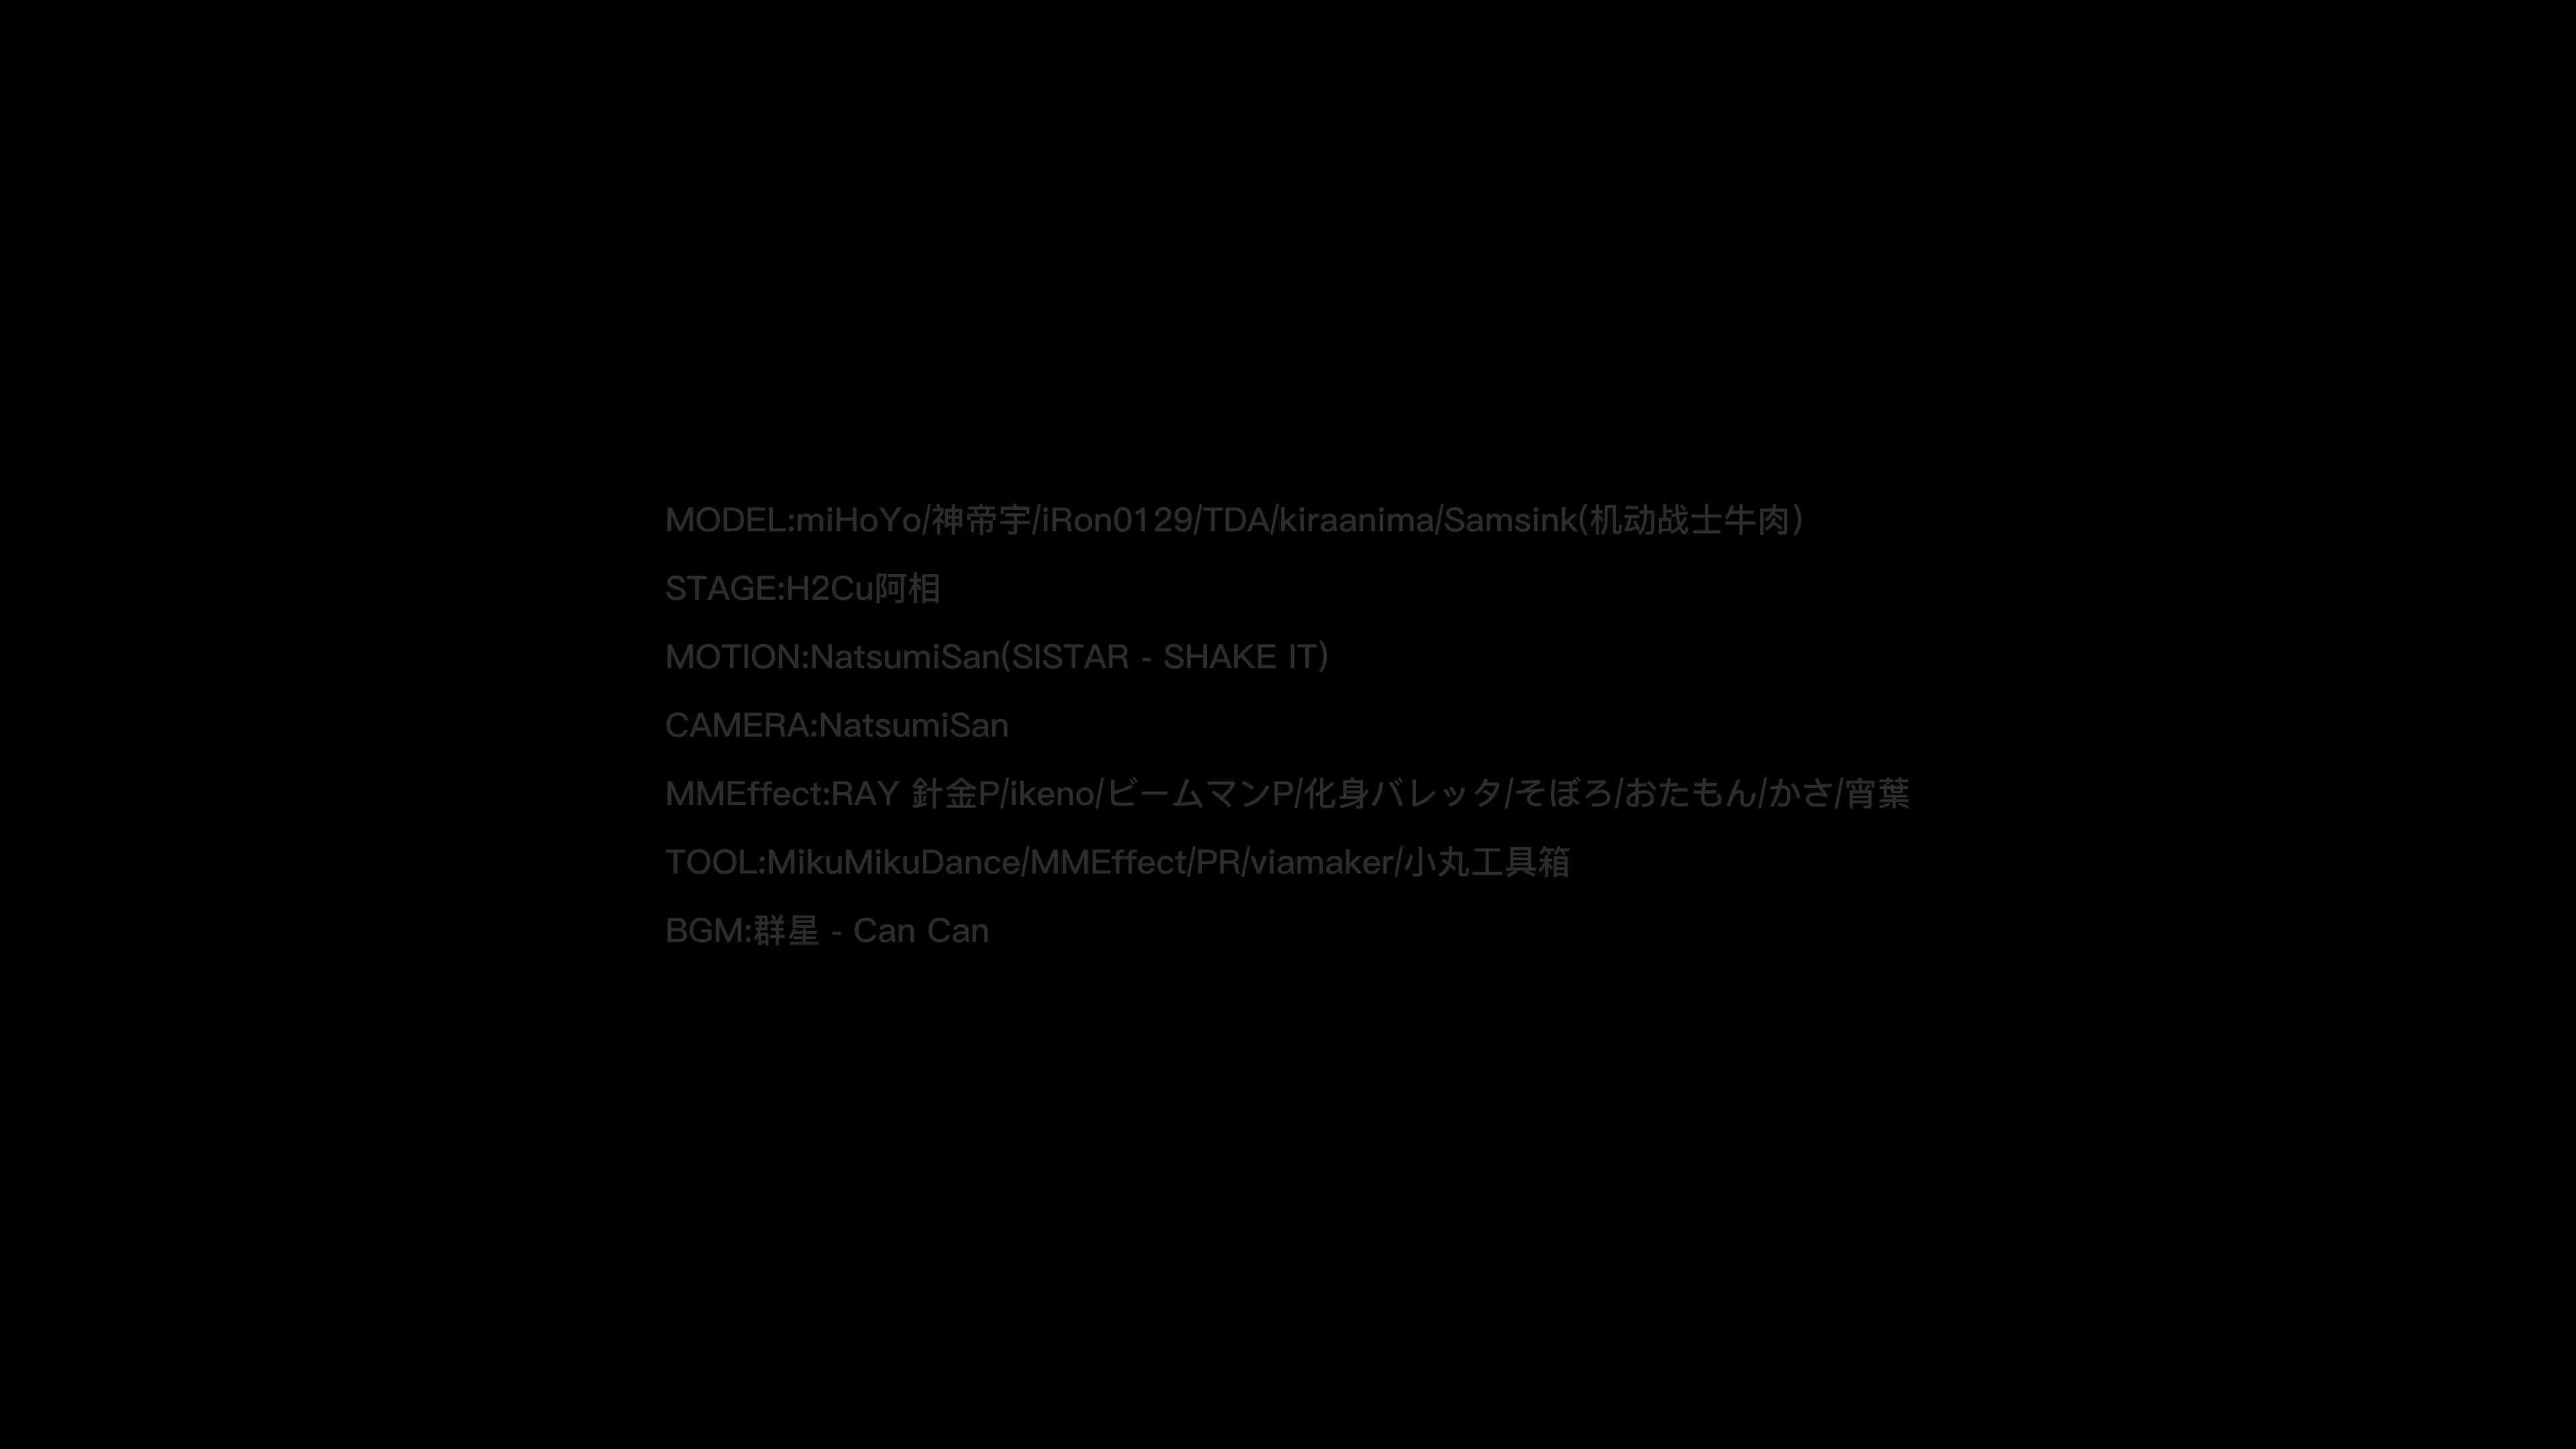 MODEL:miHoYo/神帝宇/iRon0129/TDA/kiraanima/Samsink(机动战士牛肉)
STAGE:H2Cu阿相
MOTION:NatsumiSan(SISTAR - SHAKE IT)
CAMERA:NatsumiSan
MMEffect:RAY 針金P/ikeno/ビームマンP/化身バレッタ/そぼろ/おたもん/かさ/宵葉
TOOL:MikuMikuDance/MMEffect/PR/viamaker/小丸工具箱
BGM:群星 - Can Can